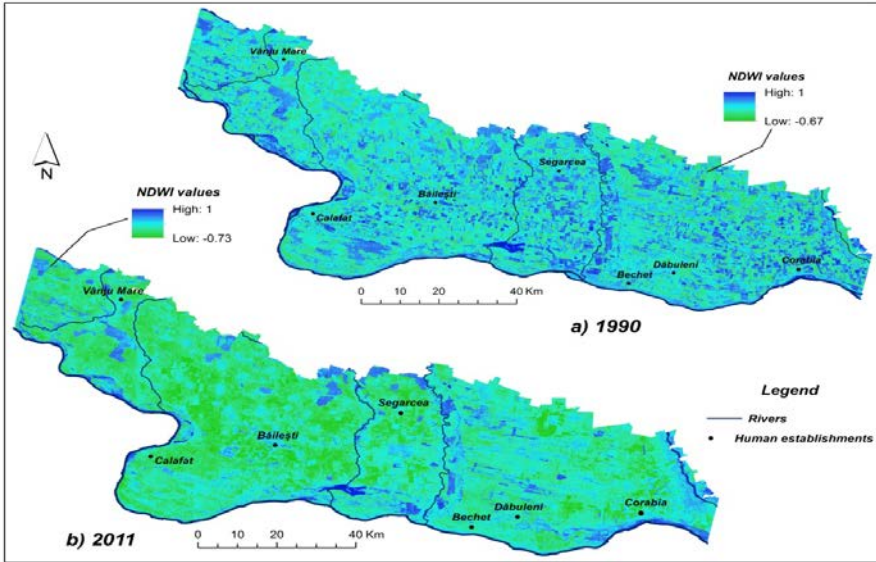 Vânju Mare
NDWI values
High: 1
Low: -0.67
Segarcea
Băilești
Calafat
Dăbuleni
Bechet
Corabia
0 10 20 40 Km
a) 1990
N
NDWI values
High: 1
Low: -0.73
Vânju Mare
Segarcea
Băilești
Calafat
Dăbuleni
Bechet
Corabia
0 10 20 40 Km
b) 2011
Legend
Rivers
Human establishments